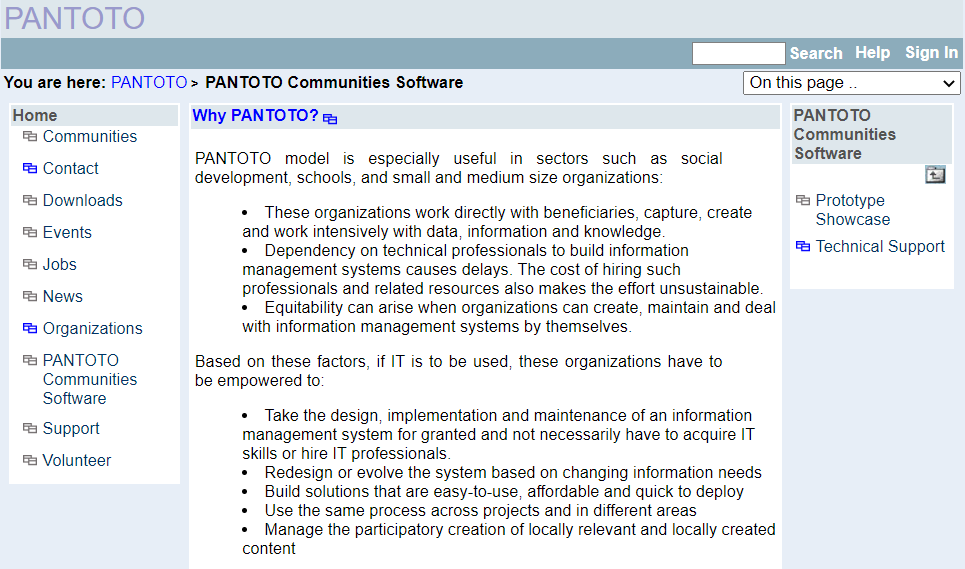 PANTOTO
Search Help Sign In
You are here: PANTOTO > PANTOTO Communities Software
On this page ..
Home
Communities
Contact
Downloads
Events
Jobs
News
Organizations
PANTOTO
Communities
Software
Support
Volunteer
Why PANTOTO?
PANTOTO model is especially useful in sectors such as social
development, schools, and small and medium size organizations:
• These organizations work directly with beneficiaries, capture, create
and work intensively with data, information and knowledge.
• Dependency on technical professionals to build information
management systems causes delays. The cost of hiring such
professionals and related resources also makes the effort unsustainable.
• Equitability can arise when organizations can create, maintain and deal
with information management systems by themselves.
Based on these factors, if IT is to be used, these organizations have to
be empowered to:
• Take the design, implementation and maintenance of an information
management system for granted and not necessarily have to acquire IT
skills or hire IT professionals.
• Redesign or evolve the system based on changing information needs
• Build solutions that are easy-to-use, affordable and quick to deploy
• Use the same process across projects and in different areas
• Manage the participatory creation of locally relevant and locally created
content
PANTOTO
Communities
Software
Prototype
Showcase
Technical Support